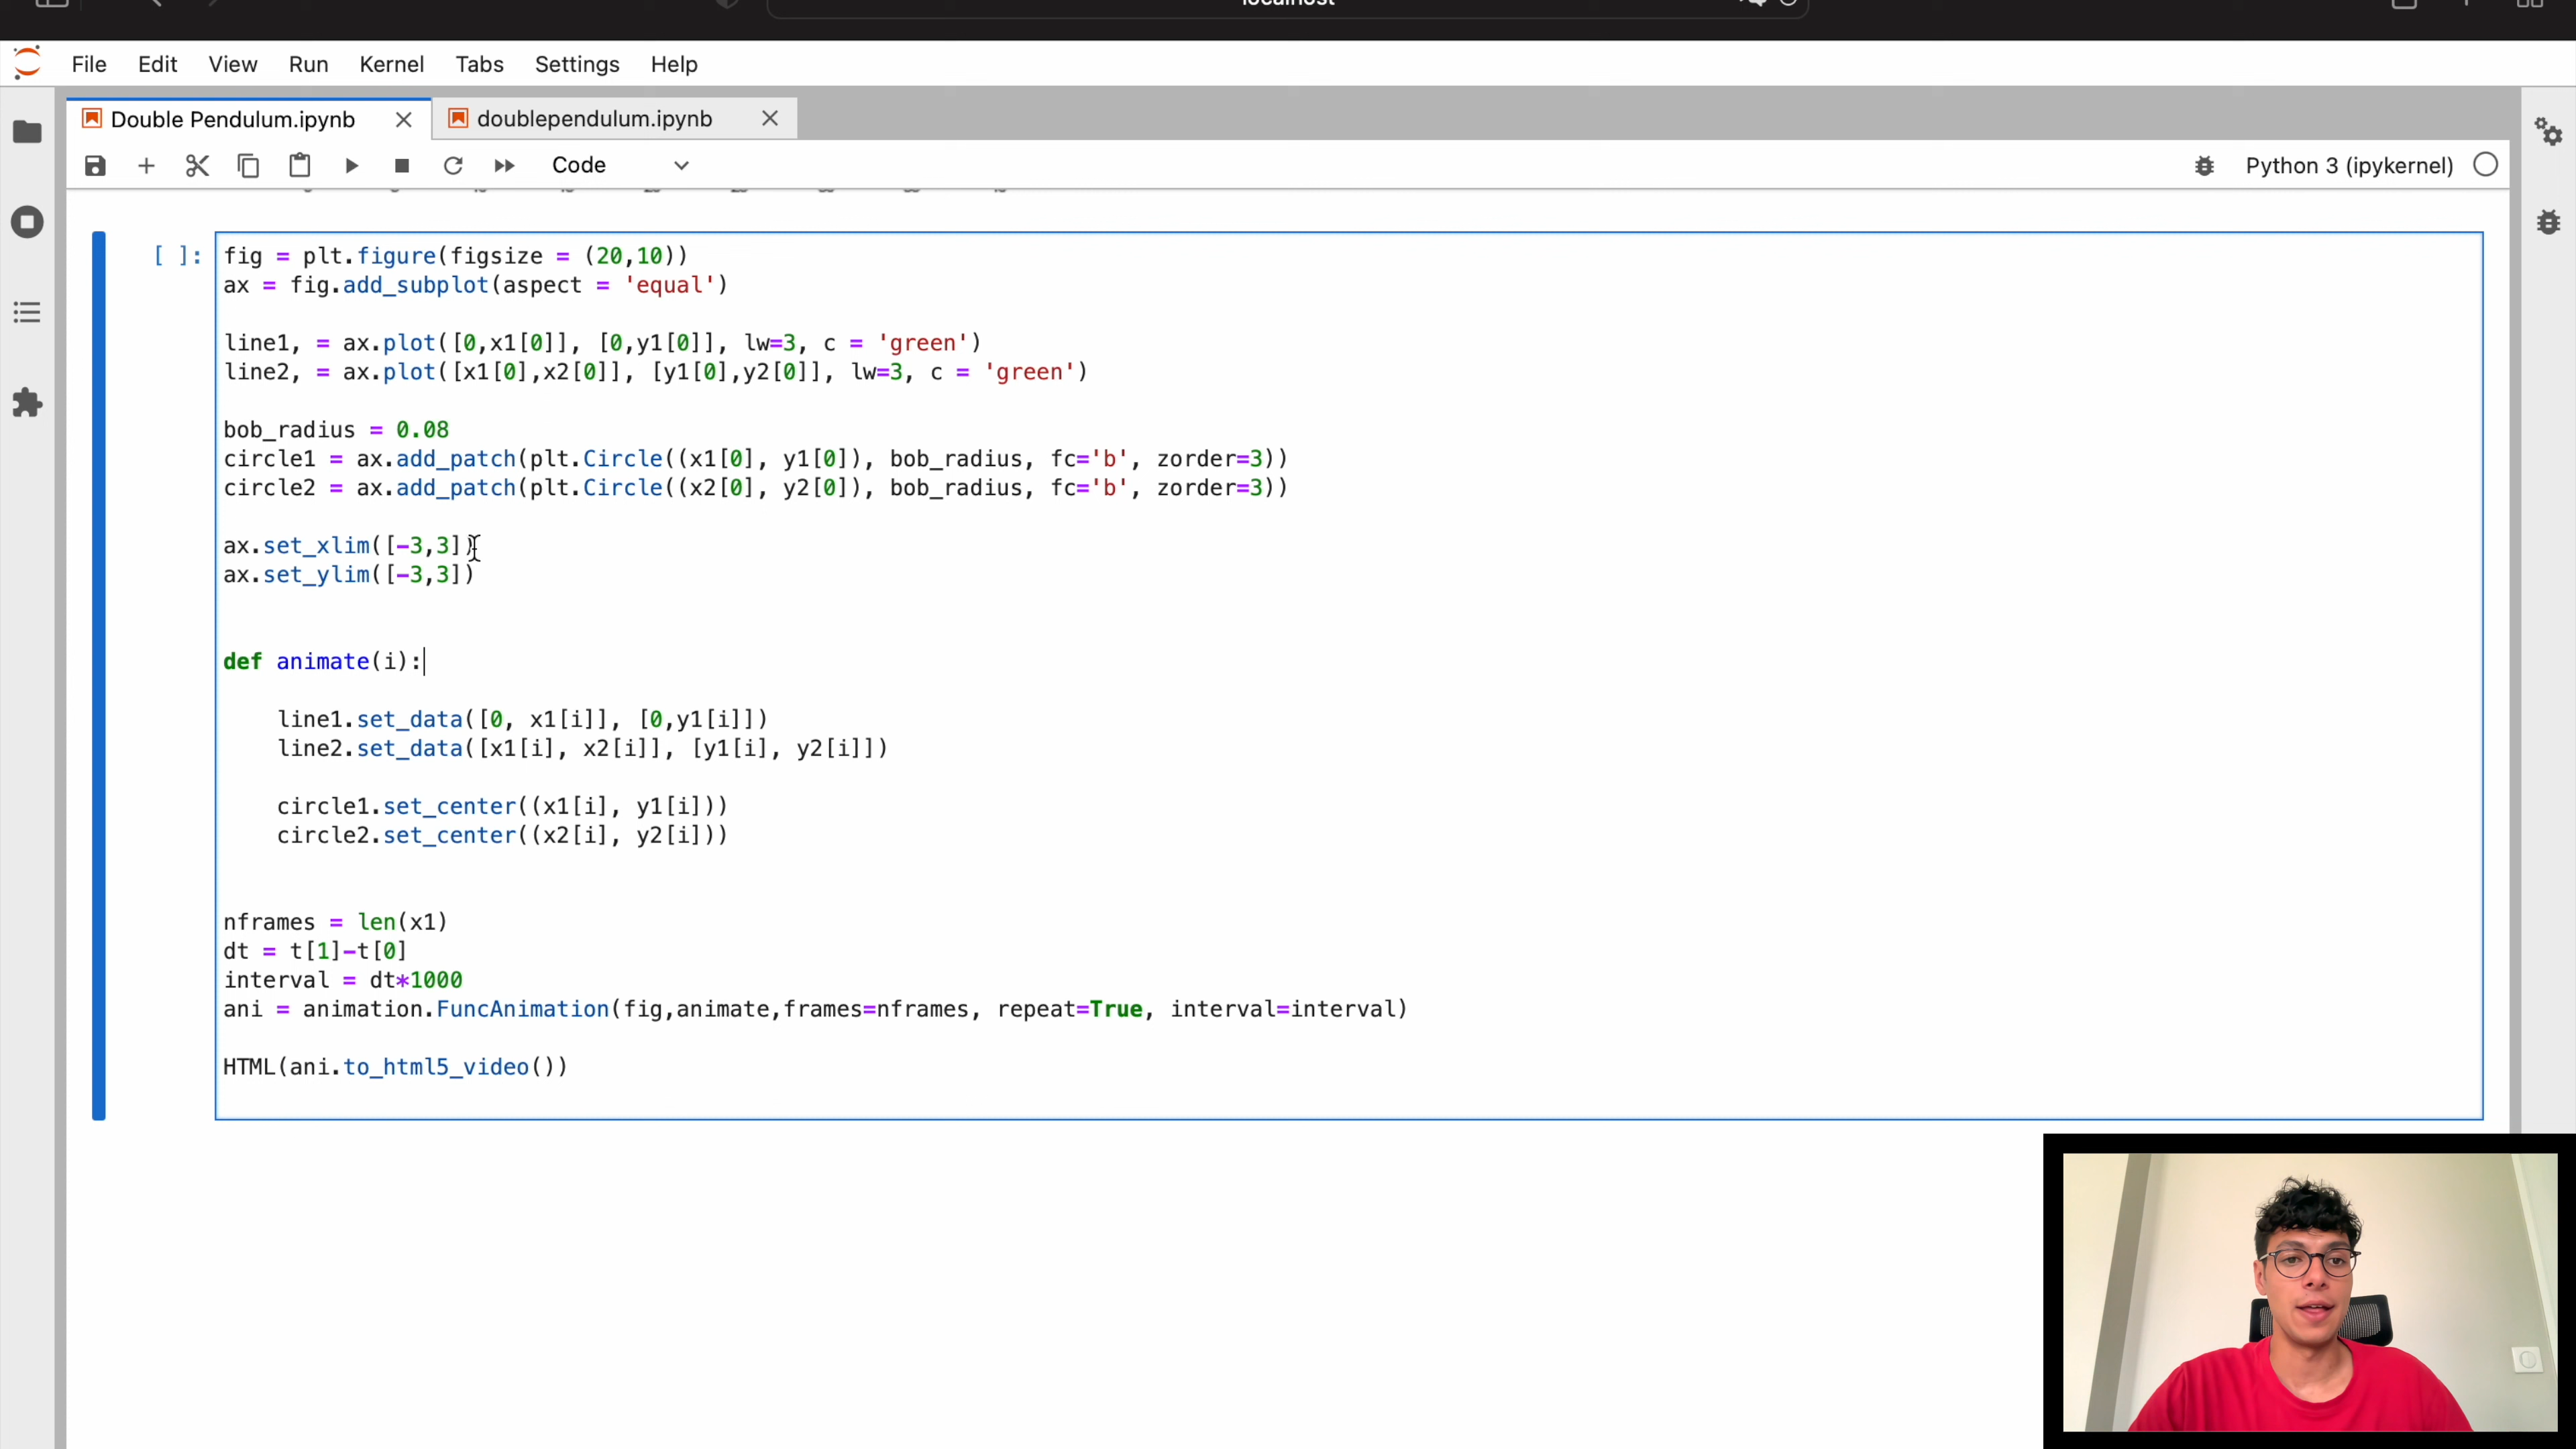 localhost
File Edit View Run Kernel Tabs Settings Help
Double Pendulum.ipynb doublependulum.ipynb
Code Python 3 (ipykernel)
[ ]: fig = plt.figure(figsize = (20,10))
ax = fig.add_subplot(aspect = 'equal')
line1, = ax.plot([0,x1[0]], [0,y1[0]], lw=3, c = 'green')
line2, = ax.plot([x1[0],x2[0]], [y1[0],y2[0]], lw=3, c = 'green')
bob_radius = 0.08
circle1 = ax.add_patch(plt.Circle((x1[0], y1[0]), bob_radius, fc='b', zorder=3))
circle2 = ax.add_patch(plt.Circle((x2[0], y2[0]), bob_radius, fc='b', zorder=3))
ax.set_xlim([-3,3])
ax.set_ylim([-3,3])
def animate(i):
line1.set_data([0, x1[i]], [0,y1[i]])
line2.set_data([x1[i], x2[i]], [y1[i], y2[i]])
circle1.set_center((x1[i], y1[i]))
circle2.set_center((x2[i], y2[i]))
nframes = len(x1)
dt = t[1]-t[0]
interval = dt*1000
ani = animation.FuncAnimation(fig,animate,frames=nframes, repeat=True, interval=interval)
HTML(ani.to_html5_video())